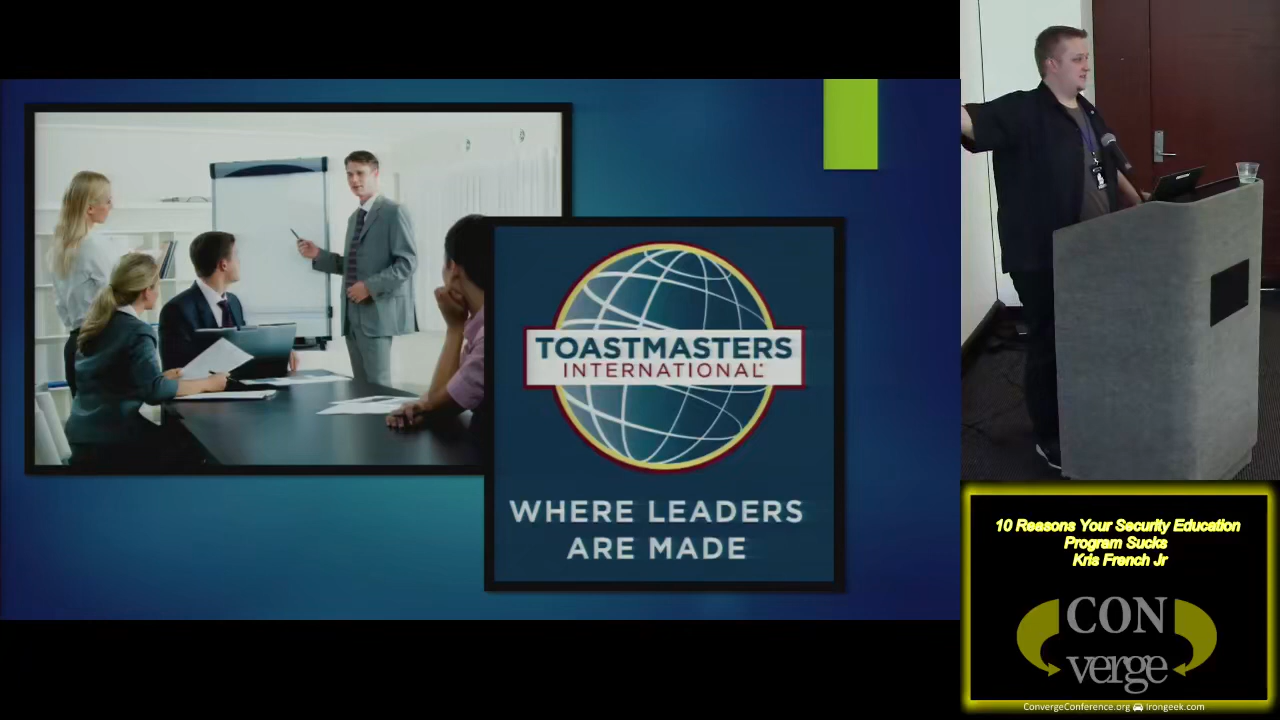 TOASTMASTERS
INTERNATIONAL
WHERE LEADERS
ARE MADE
10 Reasons Your Security Education
Program Sucks
Kris French Jr
CON
verge
ConvergeConference.org Irongeek.com